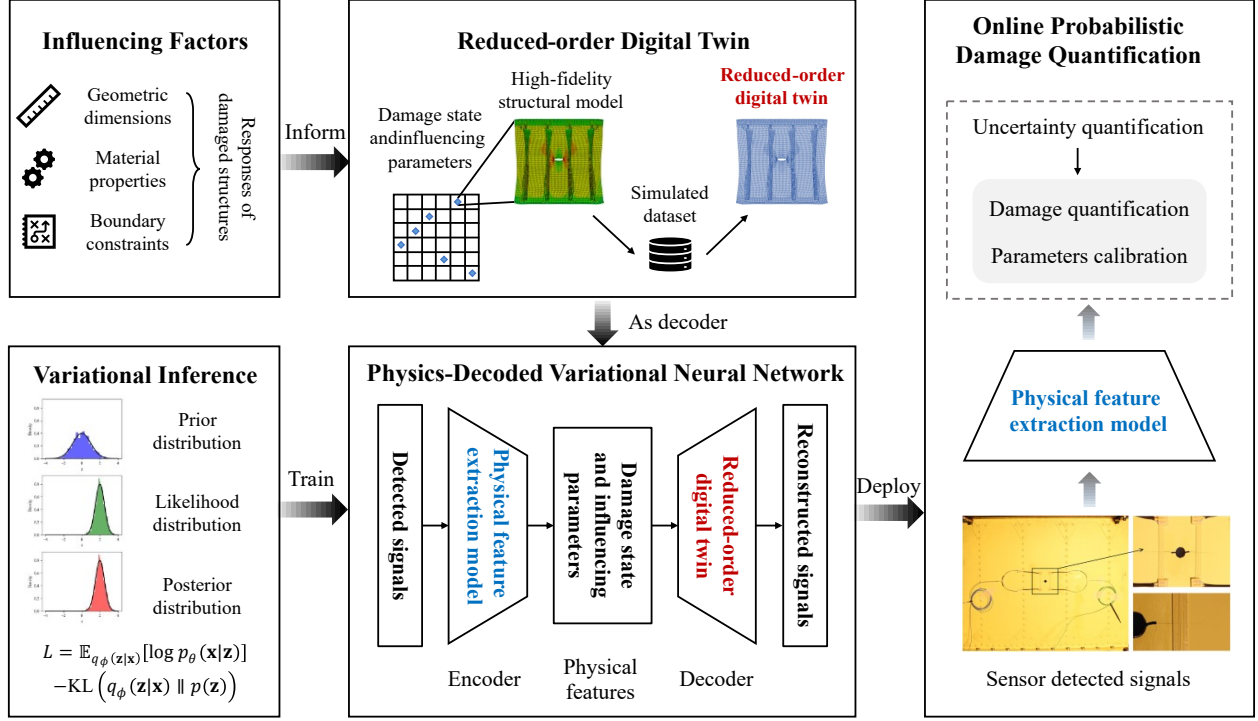 Influencing Factors
Geometric
dimensions
Material
properties
Boundary
constraints
Responses of
damaged structures
Inform
Reduced-order Digital Twin
Damage state
andinfluencing
parameters
High-fidelity
structural model
Simulated
dataset
Reduced-order
digital twin
As decoder
Variational Inference
Prior
distribution
Likelihood
distribution
Posterior
distribution
L = 𝔼_{q_ϕ(𝐳|𝐱)}[log p_θ(𝐱|𝐳)]
−KL (q_ϕ(𝐳|𝐱) ∥ p(𝐳))
Train
Physics-Decoded Variational Neural Network
Detected signals
Physical feature
extraction model
Damage state
and influencing
parameters
Reduced-order
digital twin
Reconstructed signals
Encoder
Physical
features
Decoder
Deploy
Online Probabilistic
Damage Quantification
Uncertainty quantification
Damage quantification
Parameters calibration
Physical feature
extraction model
Sensor detected signals